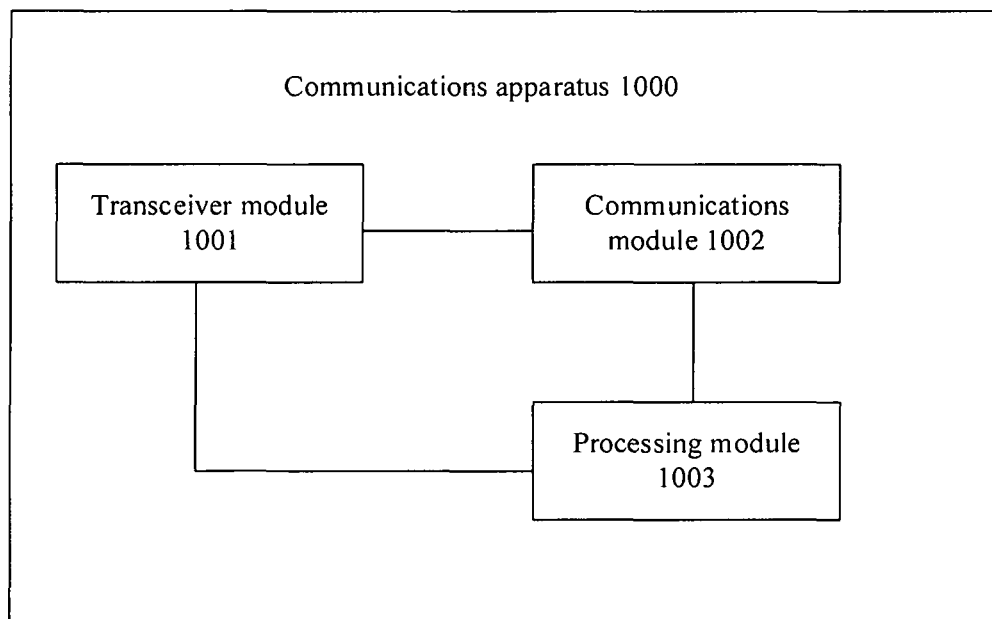 Communications apparatus 1000
Transceiver module
1001
Communications
module 1002
Processing module
1003